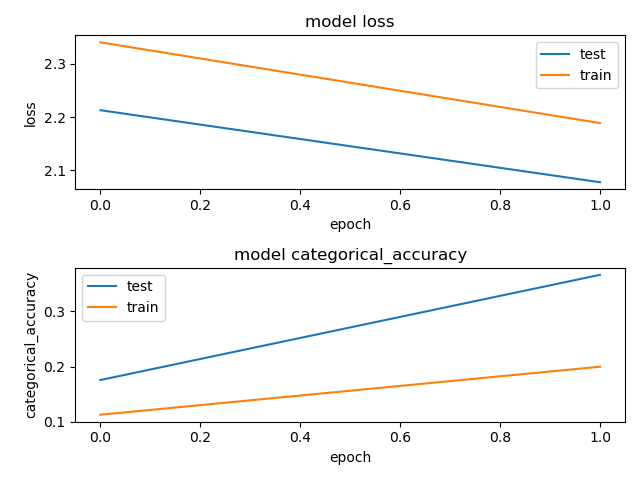 model loss
2.3
2.2
2.1
loss
test
train
0.0 0.2 0.4 0.6 0.8 1.0
epoch
model categorical_accuracy
0.3
0.2
0.1
categorical_accuracy
test
train
0.0 0.2 0.4 0.6 0.8 1.0
epoch